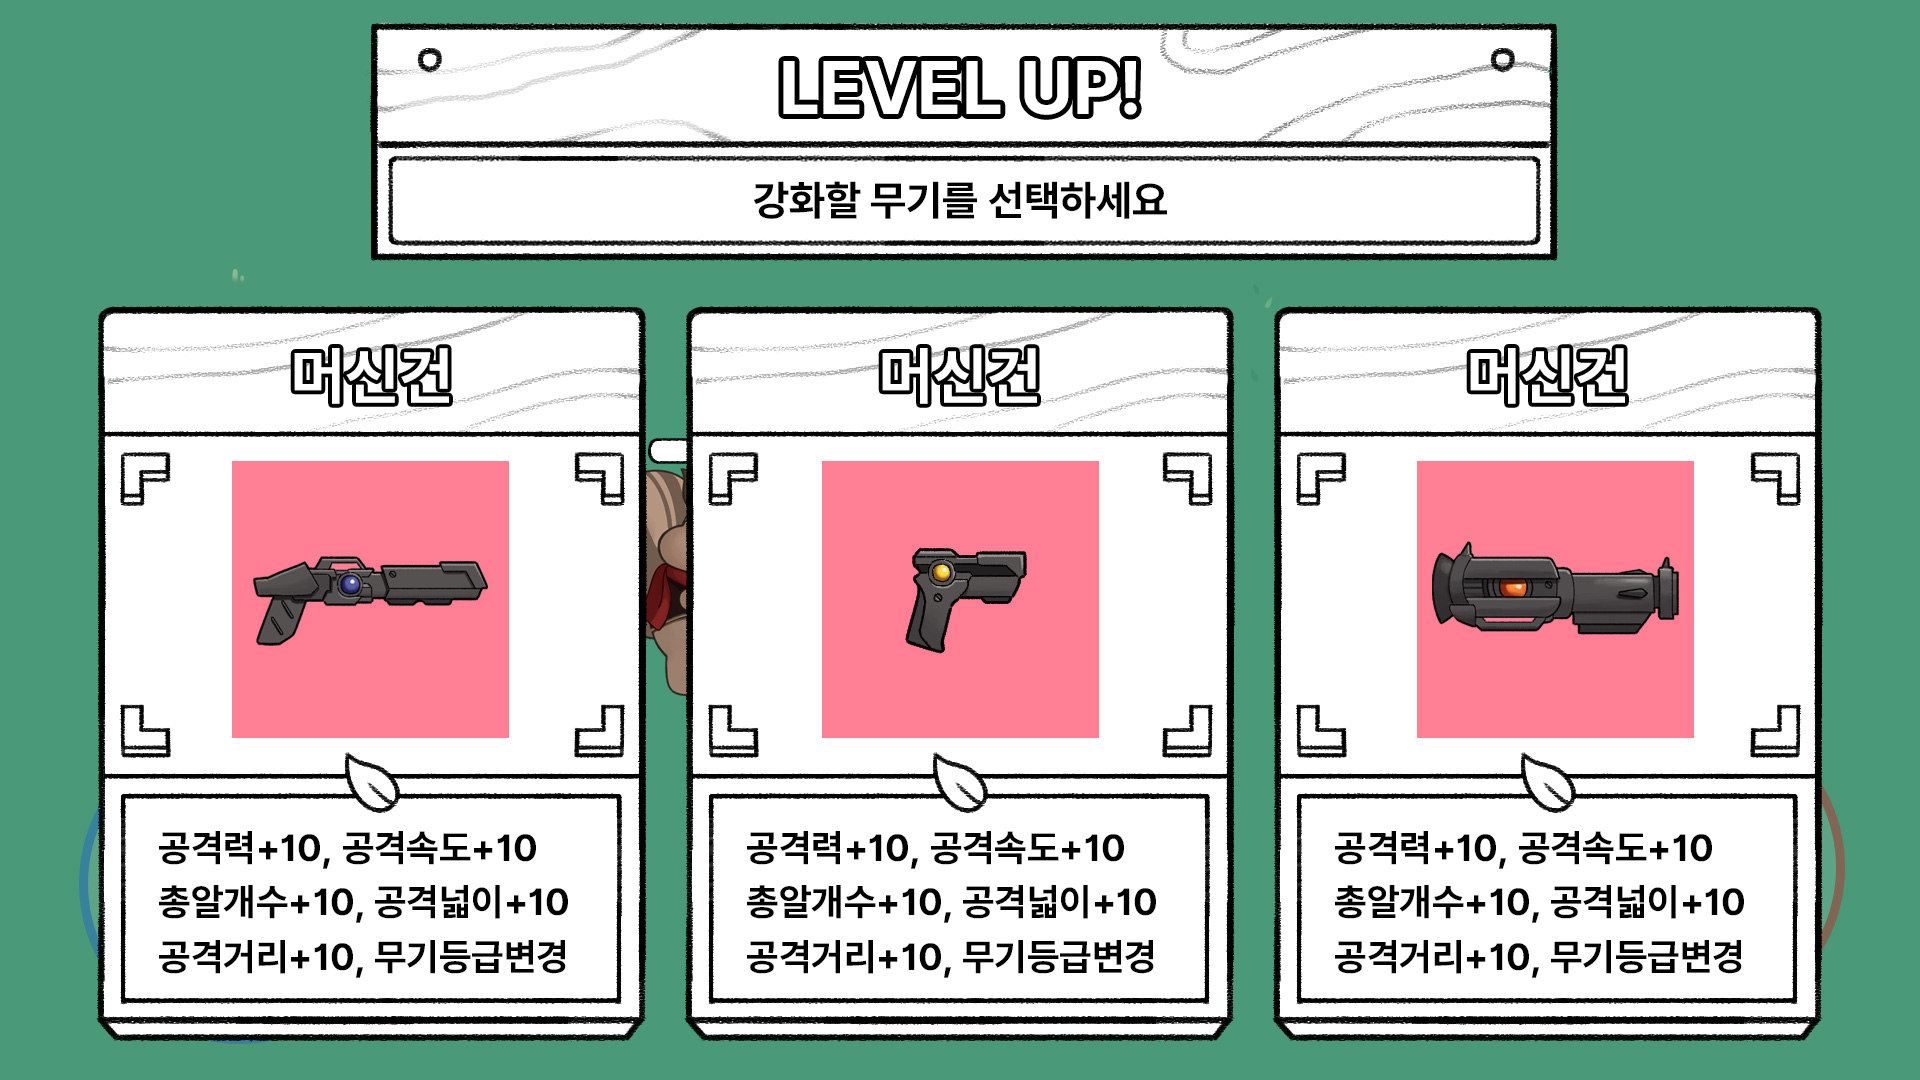 LEVEL UP!
강화할 무기를 선택하세요
머신건
공격력+10, 공격속도+10
총알개수+10, 공격넓이+10
공격거리+10, 무기등급변경
머신건
공격력+10, 공격속도+10
총알개수+10, 공격넓이+10
공격거리+10, 무기등급변경
머신건
공격력+10, 공격속도+10
총알개수+10, 공격넓이+10
공격거리+10, 무기등급변경